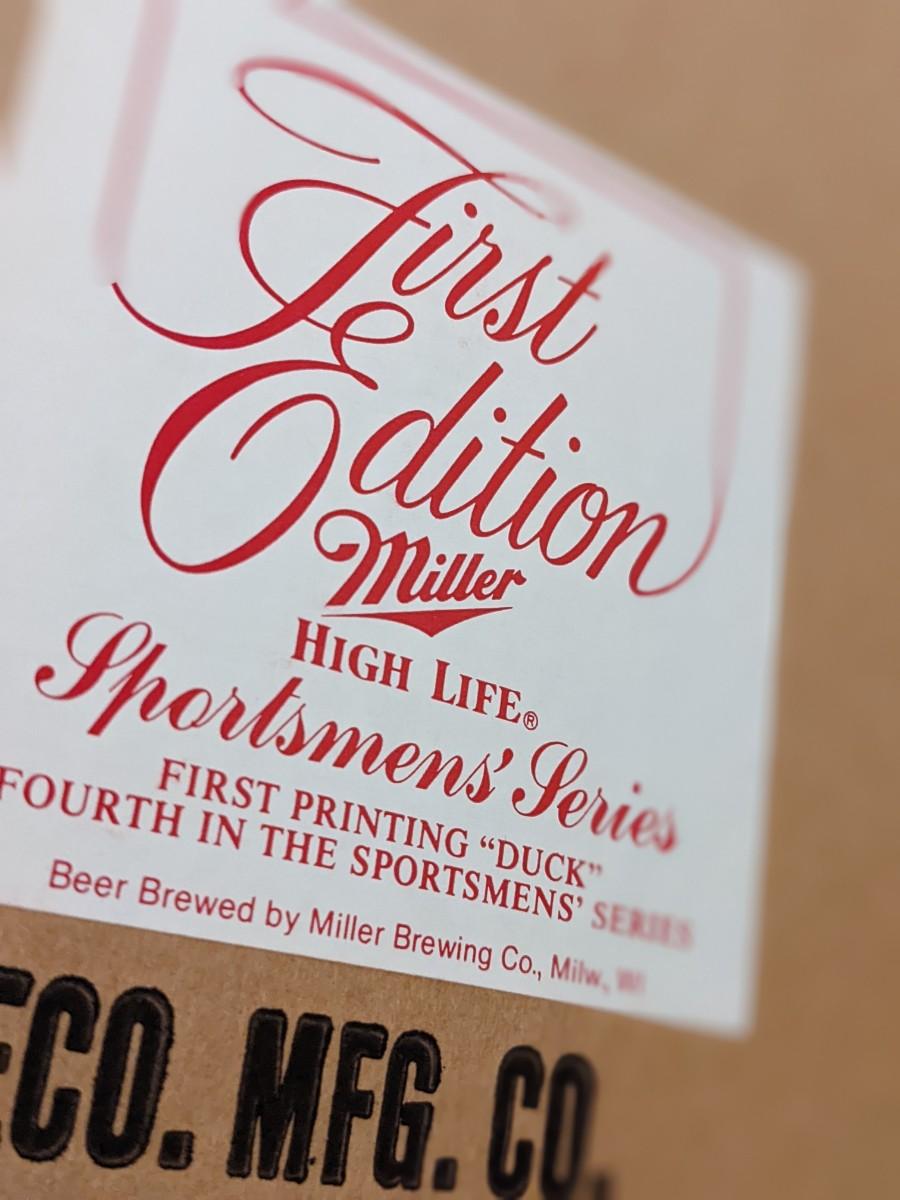 First
Edition
Miller
HIGH LIFE®
Sportsmens' Series
FIRST PRINTING “DUCK”
FOURTH IN THE SPORTSMENS' SERIES
Beer Brewed by Miller Brewing Co., Milw, WI
ECO. MFG. CO.